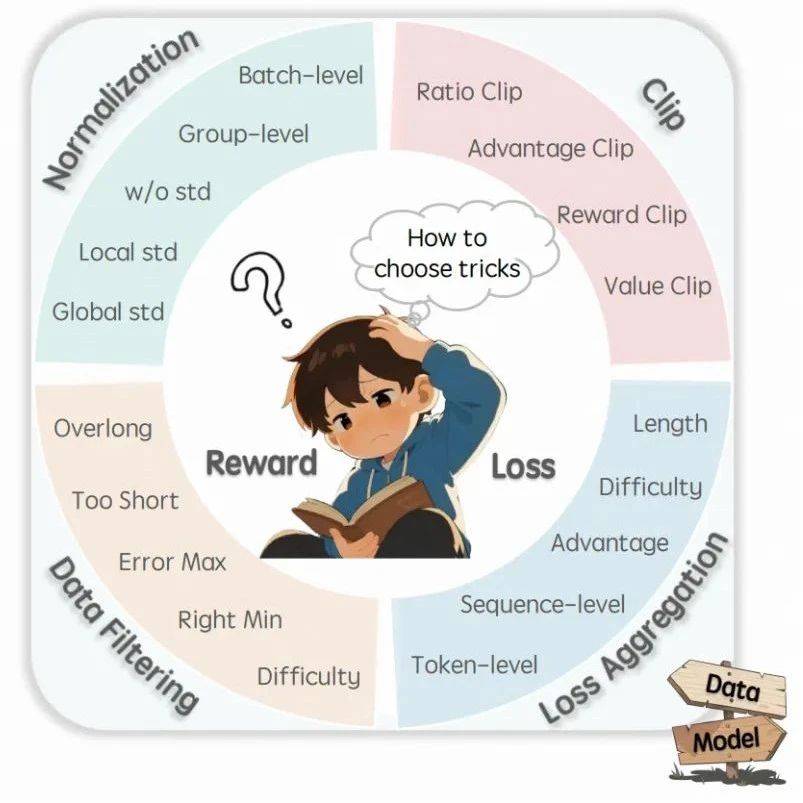 Normalization
Batch-level
Group-level
w/o std
Local std
Global std
Clip
Ratio Clip
Advantage Clip
Reward Clip
Value Clip
How to
choose tricks
Reward
Loss
Data Filtering
Overlong
Too Short
Error Max
Right Min
Difficulty
Loss Aggregation
Length
Difficulty
Advantage
Sequence-level
Token-level
Data
Model